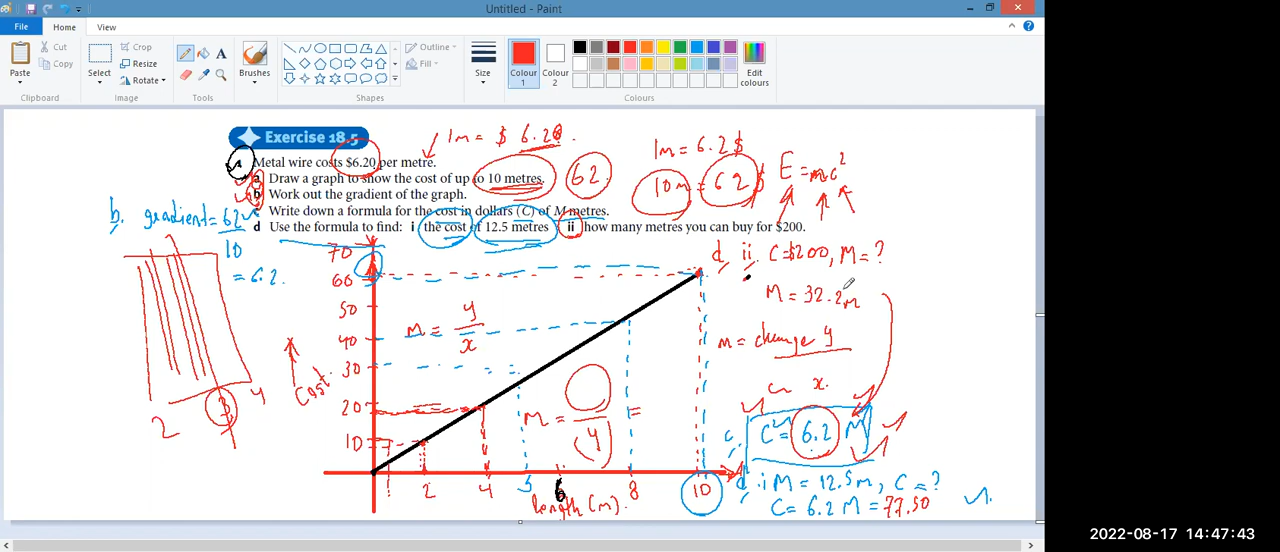 Untitled - Paint
File Home View
Paste Cut Copy
Clipboard
Select Crop Resize Rotate
Image
Tools
Brushes
Outline Fill
Shapes
Size
Colour 1 Colour 2
Edit colours
Colours
Exercise 18.5
1m = $ 6.20
1m = 6.2 $
Metal wire costs $6.20 per metre.
a Draw a graph to show the cost of up to 10 metres.
62
10m = 62 $
E = mc²
b Work out the gradient of the graph.
c Write down a formula for the cost in dollars (C) of M metres.
d Use the formula to find: i the cost of 12.5 metres ii how many metres you can buy for $200.
b, gradient = 62
10
= 6.2
70
60
50
40
30
20
10
Cost
2 3 4
M = y
x
M =
(4) =
2 4 5 6 8 10
length (m).
d, ii. C = $200, M = ?
M = 32.2m
m = change y
x.
c, C = 6.2 M
d, i M = 12.5m, C = ?
C = 6.2 M = 77.50
2022-08-17 14:47:43